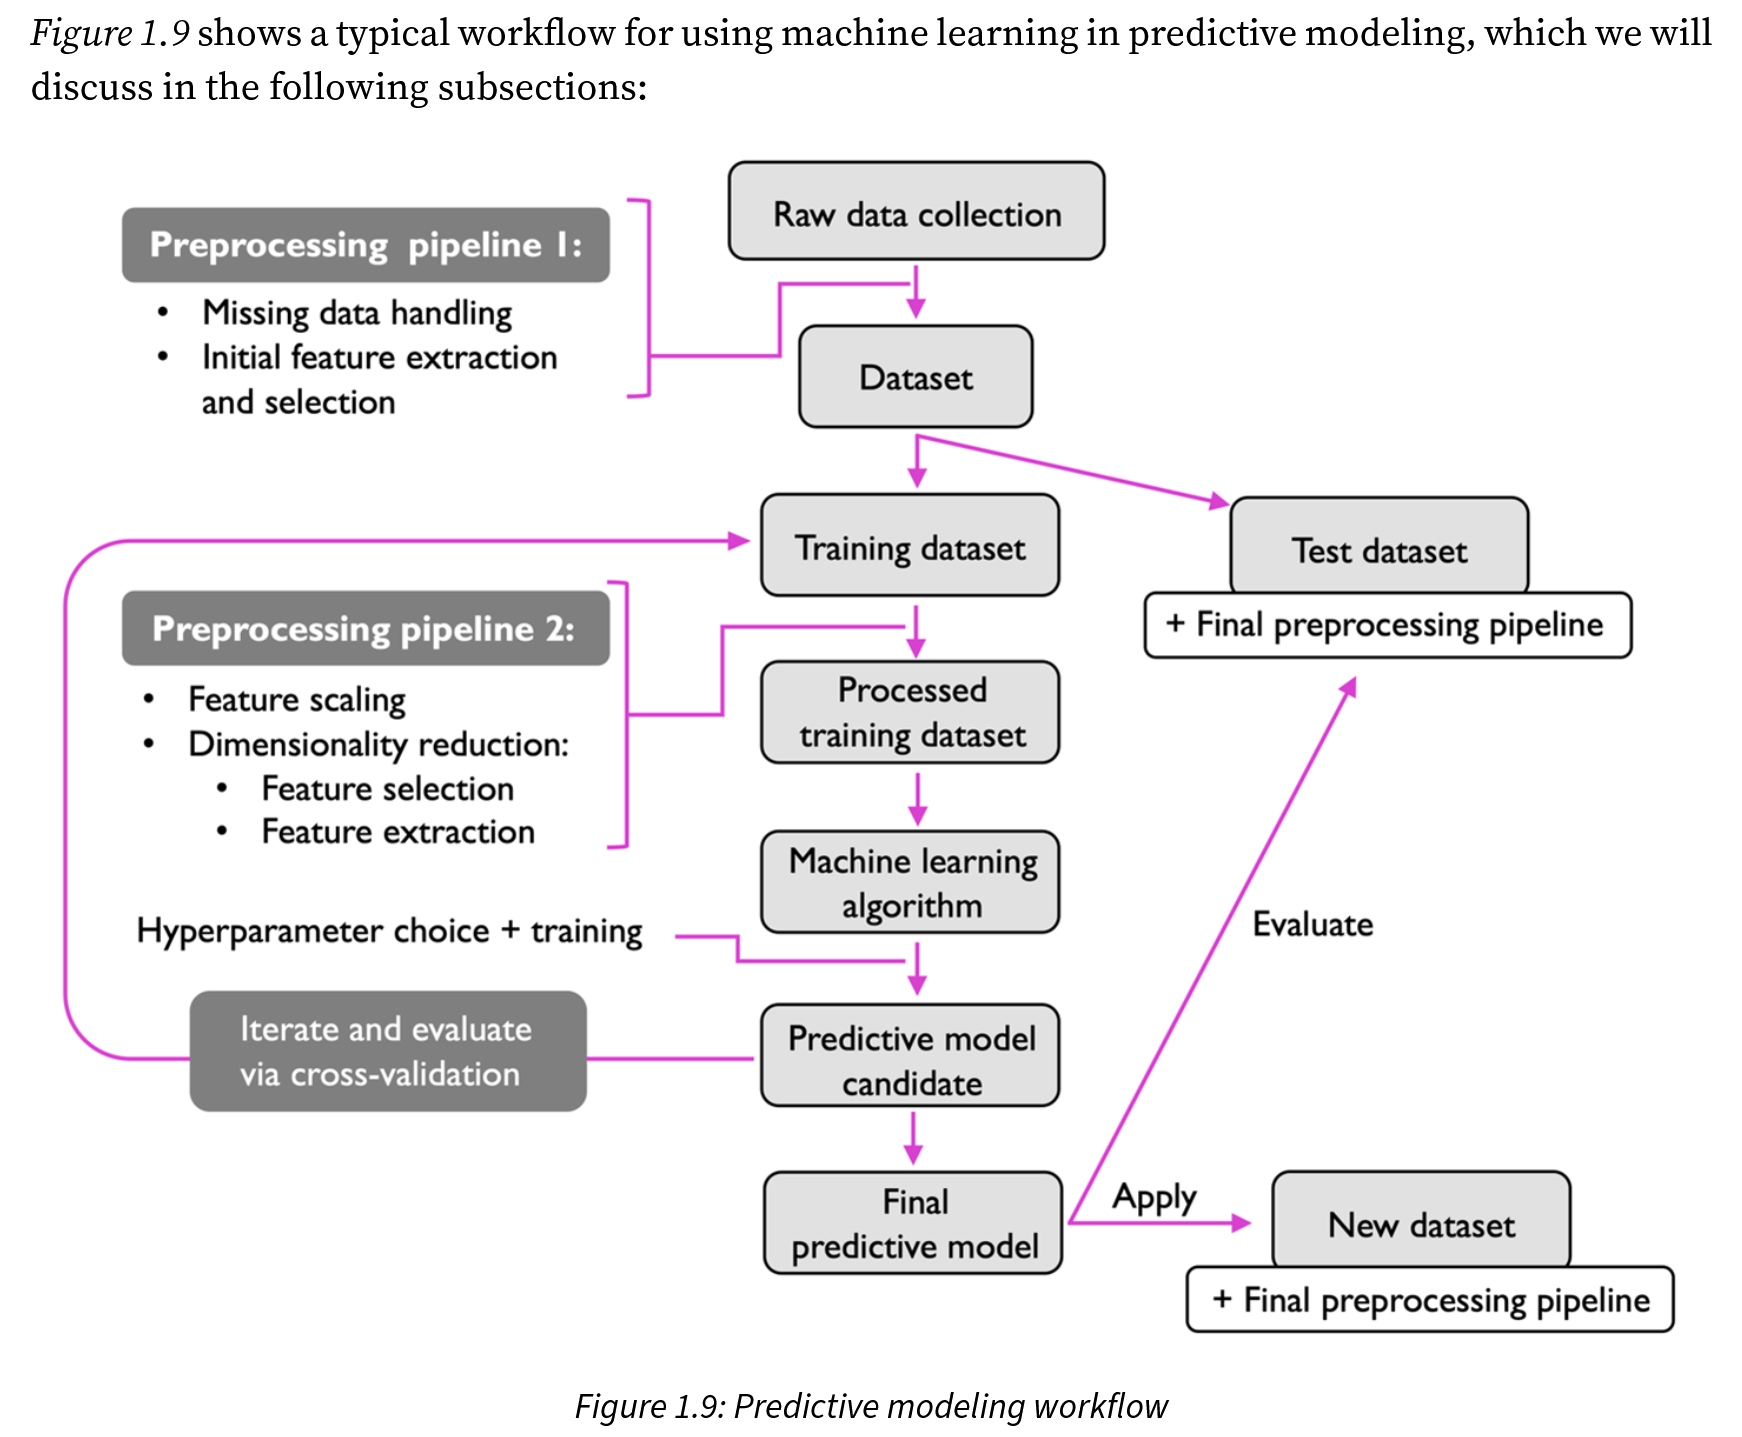 Figure 1.9 shows a typical workflow for using machine learning in predictive modeling, which we will
discuss in the following subsections:
Raw data collection
Preprocessing pipeline 1:
• Missing data handling
• Initial feature extraction
and selection
Dataset
Training dataset
Test dataset
+ Final preprocessing pipeline
Preprocessing pipeline 2:
• Feature scaling
• Dimensionality reduction:
• Feature selection
• Feature extraction
Processed
training dataset
Machine learning
algorithm
Hyperparameter choice + training
Evaluate
Iterate and evaluate
via cross-validation
Predictive model
candidate
Final
predictive model
Apply
New dataset
+ Final preprocessing pipeline
Figure 1.9: Predictive modeling workflow